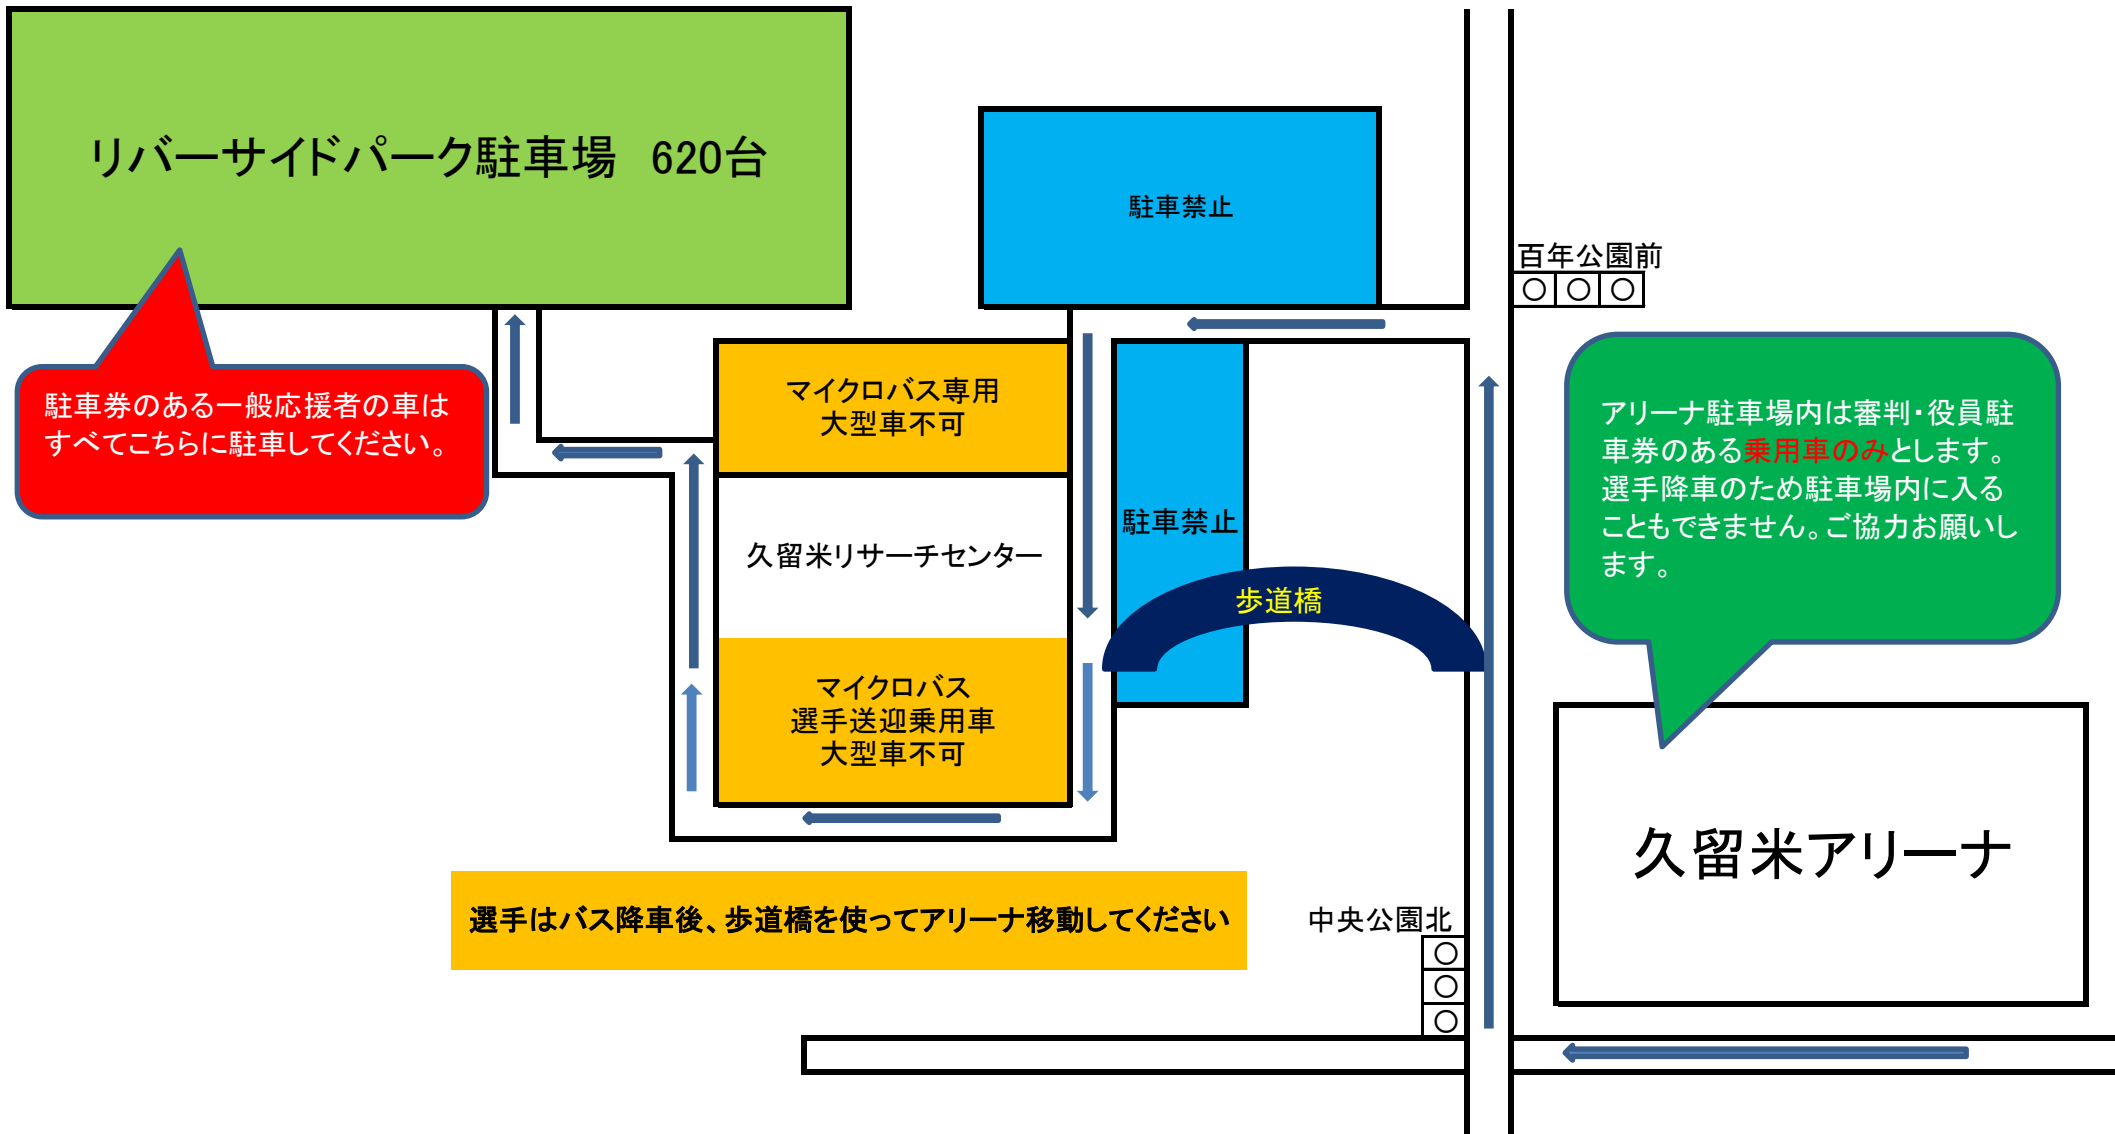 リバーサイドパーク駐車場　620台
駐車禁止
百年公園前
○○○
駐車券のある一般応援者の車は
すべてこちらに駐車してください。
マイクロバス専用
大型車不可
アリーナ駐車場内は審判・役員駐
車券のある乗用車のみとします。
選手降車のため駐車場内に入る
こともできません。ご協力お願いし
ます。
駐車禁止
久留米リサーチセンター
歩道橋
マイクロバス
選手送迎乗用車
大型車不可
久留米アリーナ
選手はバス降車後、歩道橋を使ってアリーナ移動してください
中央公園北
○
○
○